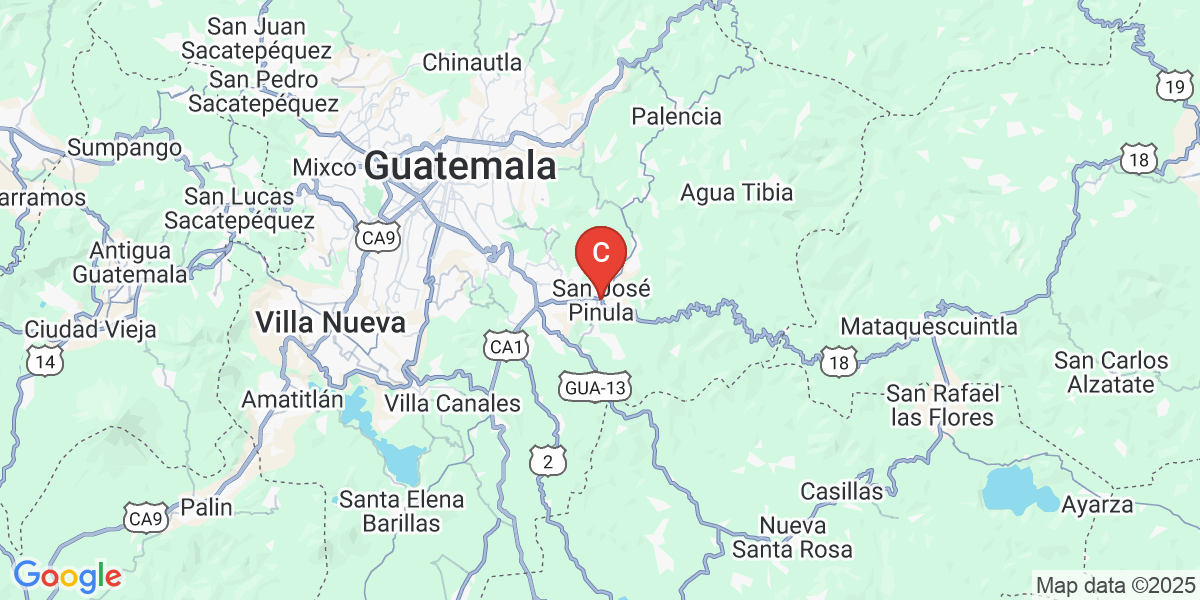 San Juan
Sacatepéquez
Chinautla
San Pedro
Sacatepéquez
19
Palencia
Sumpango
Mixco
Guatemala
18
arramos
San Lucas
Sacatepéquez
Agua Tibia
CA9
Antigua
Guatemala
C
San José
Pinula
Ciudad Vieja
Villa Nueva
Mataquescuintla
14
CA1
18
San Carlos
Alzatate
GUA-13
Amatitlán
Villa Canales
San Rafael
las Flores
2
Santa Elena
Barillas
Casillas
Palin
CA9
Ayarza
Nueva
Santa Rosa
Google
Map data ©2025